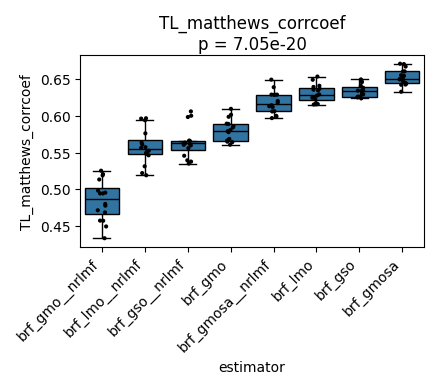 TL_matthews_corrcoef
p = 7.05e-20
TL_matthews_corrcoef
0.65
0.60
0.55
0.50
0.45
brf_gmo__nrlmf
brf_lmo__nrlmf
brf_gso__nrlmf
brf_gmo
brf_gmosa__nrlmf
brf_lmo
brf_gso
brf_gmosa
estimator